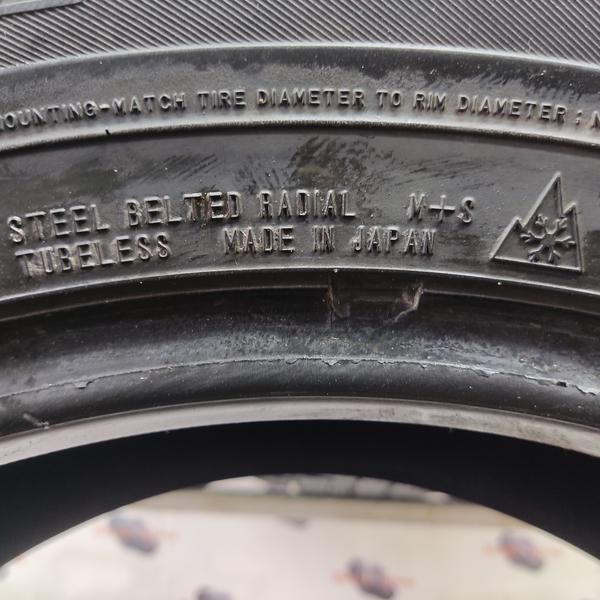 MOUNTING-MATCH TIRE DIAMETER TO RIM DIAMETER ;
STEEL BELTED RADIAL M+S
TUBELESS MADE IN JAPAN